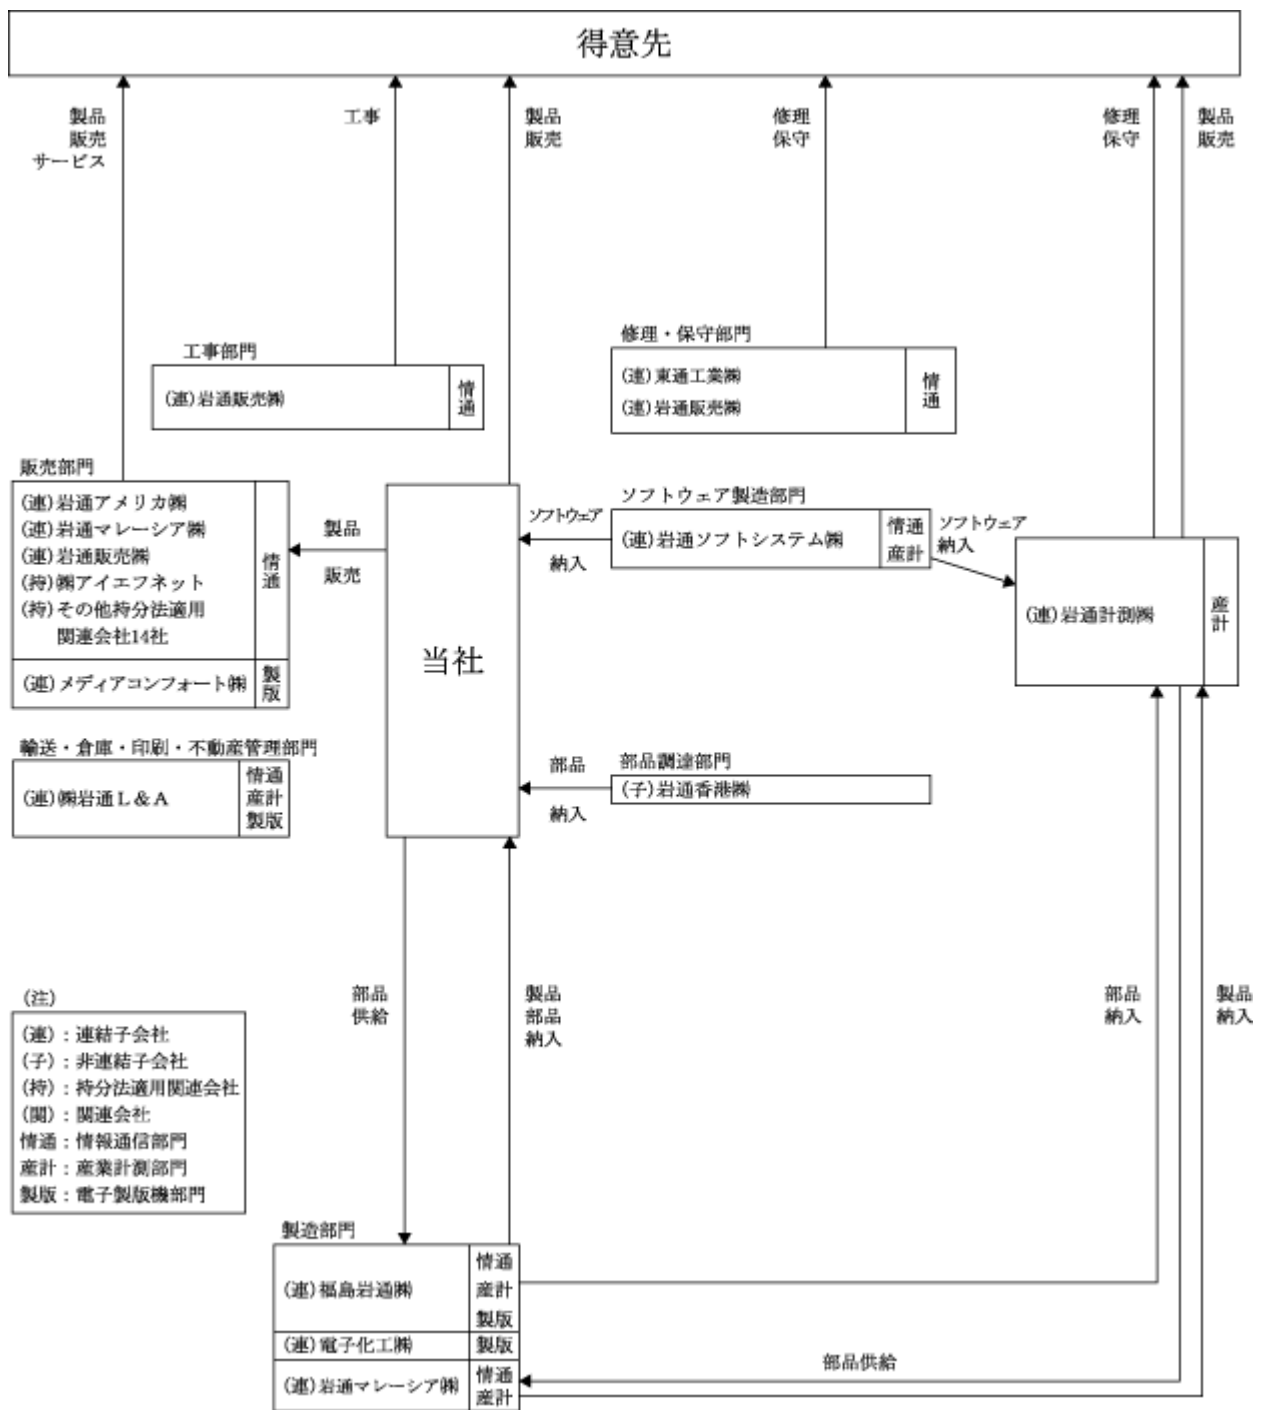 得意先
製品
販売
サービス
工事
製品
販売
修理
保守
修理
保守
製品
販売
工事部門
(連)岩通販売㈱
情
通
修理・保守部門
(連)東通工業㈱
(連)岩通販売㈱
情
通
販売部門
(連)岩通アメリカ㈱
(連)岩通マレーシア㈱
(連)岩通販売㈱
(持)㈱アイエフネット
(持)その他持分法適用
関連会社14社
情
通
(連)メディアコンフォート㈱
製
版
製品
販売
当社
ソフトウェア
納入
ソフトウェア製造部門
(連)岩通ソフトシステム㈱
情通
産計
ソフトウェア
納入
(連)岩通計測㈱
産
計
輸送・倉庫・印刷・不動産管理部門
(連)㈱岩通L&A
情通
産計
製版
部品
納入
部品調達部門
(子)岩通香港㈱
(注)
(連):連結子会社
(子):非連結子会社
(持):持分法適用関連会社
(関):関連会社
情通:情報通信部門
産計:産業計測部門
製版:電子製版機部門
部品
供給
製品
部品
納入
部品
納入
製品
納入
製造部門
(連)福島岩通㈱
情通
産計
製版
(連)電子化工㈱
製版
(連)岩通マレーシア㈱
情通
産計
部品供給